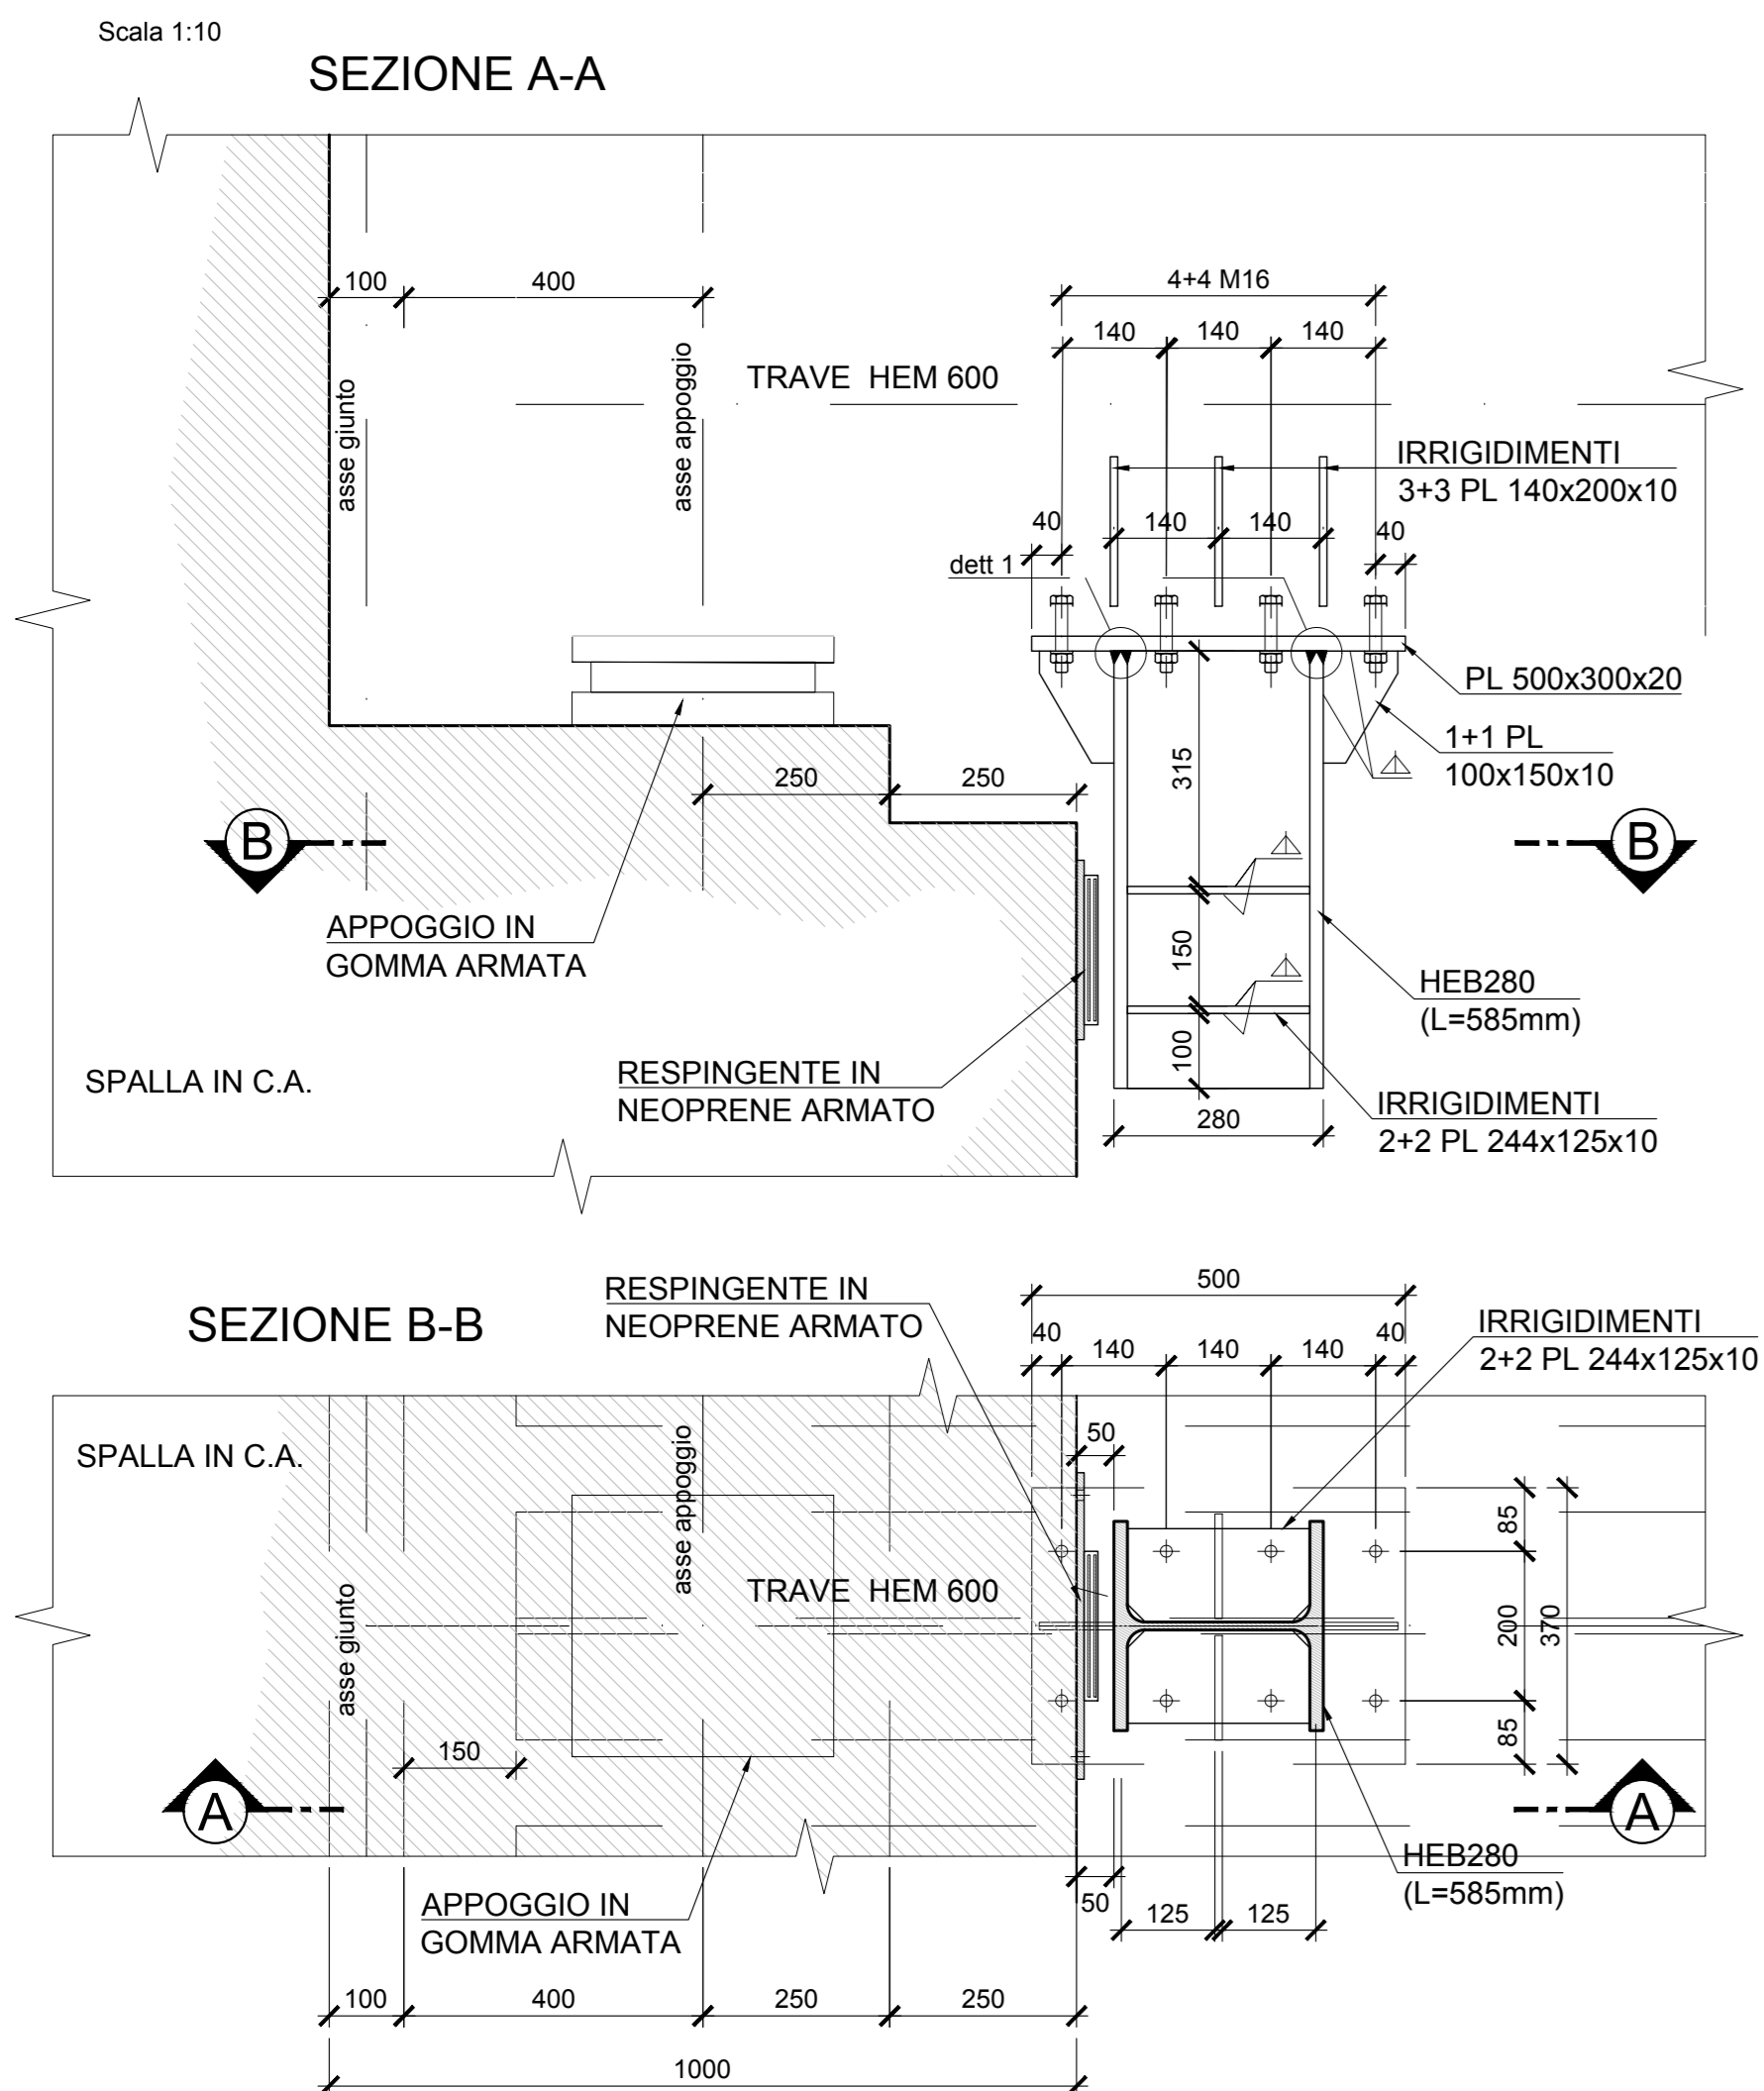 Scala 1:10
SEZIONE A-A
100
400
4+4 M16
140
140
140
asse giunto
asse appoggio
TRAVE HEM 600
IRRIGIDIMENTI
3+3 PL 140x200x10
40
140
140
40
dett 1
PL 500x300x20
1+1 PL
100x150x10
315
250
250
B
B
APPOGGIO IN
GOMMA ARMATA
150
HEB280
(L=585mm)
RESPINGENTE IN
NEOPRENE ARMATO
100
SPALLA IN C.A.
280
IRRIGIDIMENTI
2+2 PL 244x125x10
SEZIONE B-B
RESPINGENTE IN
NEOPRENE ARMATO
500
IRRIGIDIMENTI
2+2 PL 244x125x10
40
140
140
140
40
SPALLA IN C.A.
asse appoggio
50
85
TRAVE HEM 600
asse giunto
200
370
85
150
A
A
HEB280
(L=585mm)
APPOGGIO IN
GOMMA ARMATA
50
125
125
100
400
250
250
1000